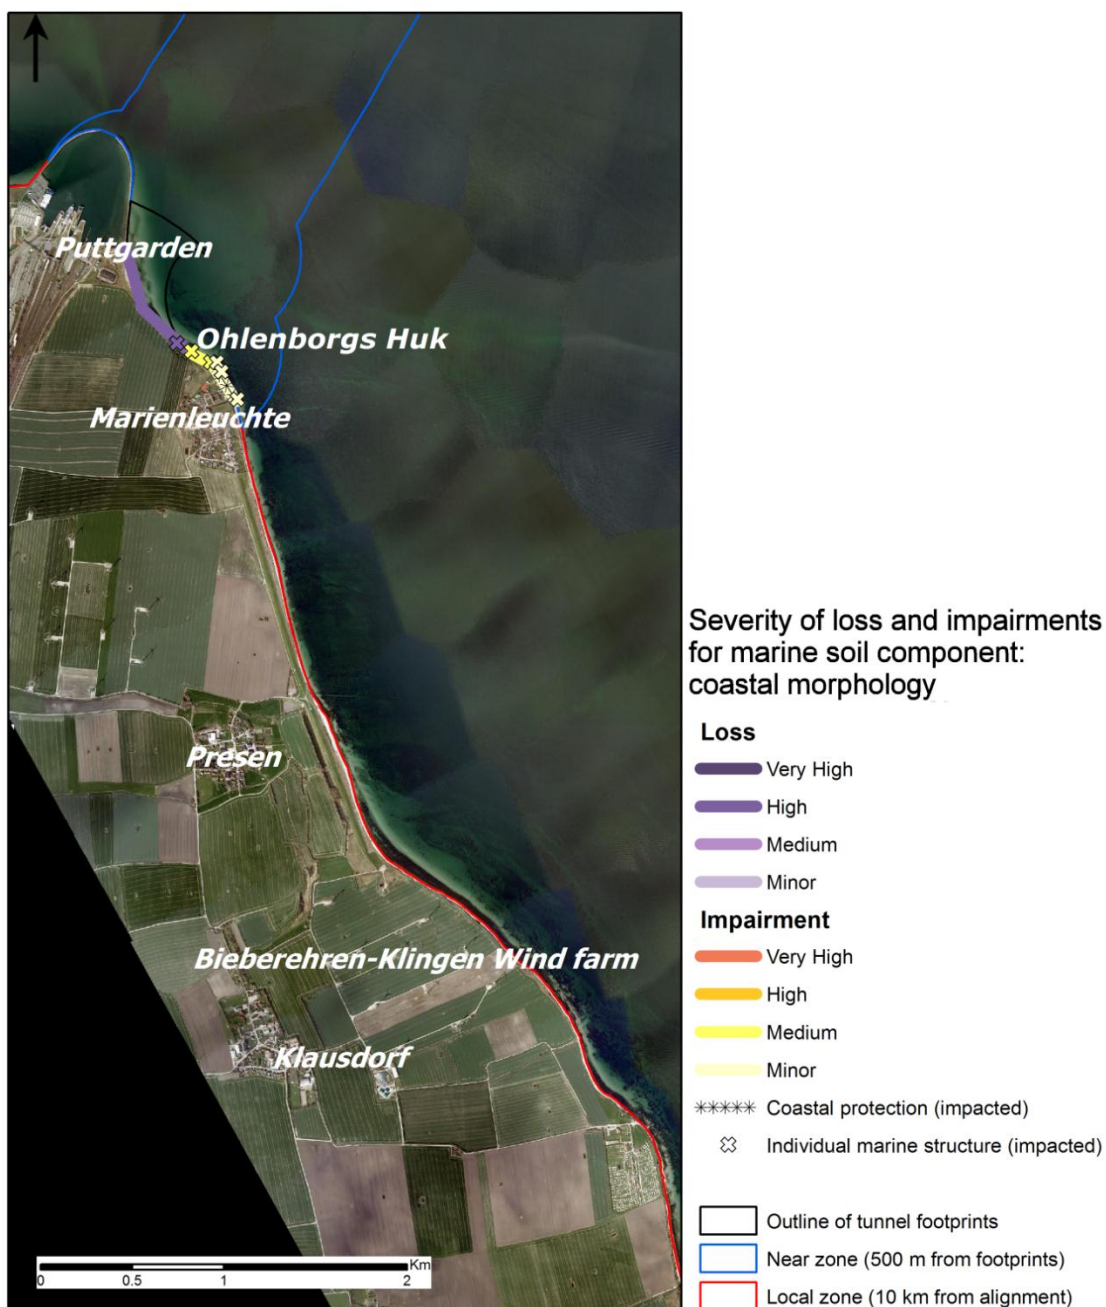 Puttgarden
Ohlenborgs Huk
Marienleuchte
Presen
Bieberehren-Klingen Wind farm
Klausdorf
Km
0
0.5
1
2
Severity of loss and impairments
for marine soil component:
coastal morphology
Loss
Very High
High
Medium
Minor
Impairment
Very High
High
Medium
Minor
Coastal protection (impacted)
Individual marine structure (impacted)
Outline of tunnel footprints
Near zone (500 m from footprints)
Local zone (10 km from alignment)